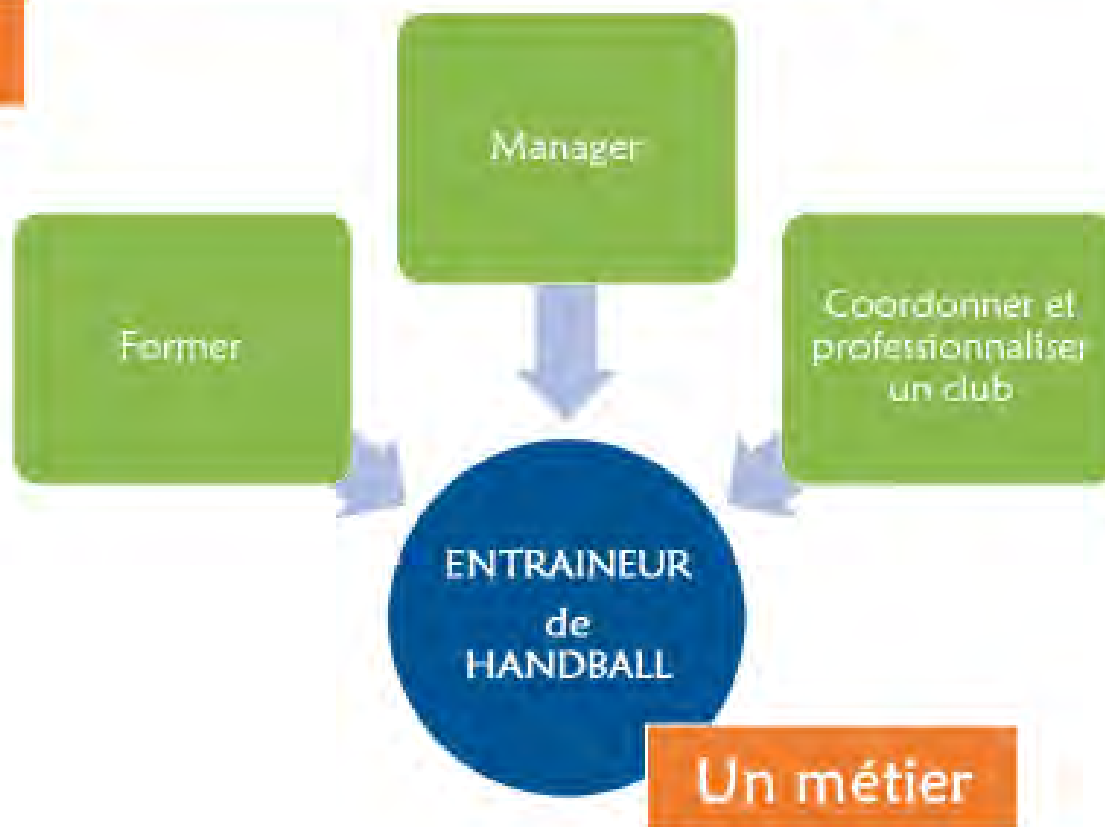 Manager
Former
Coordonner et
professionnaliser
un club
ENTRAINEUR
de
HANDBALL
Un métier